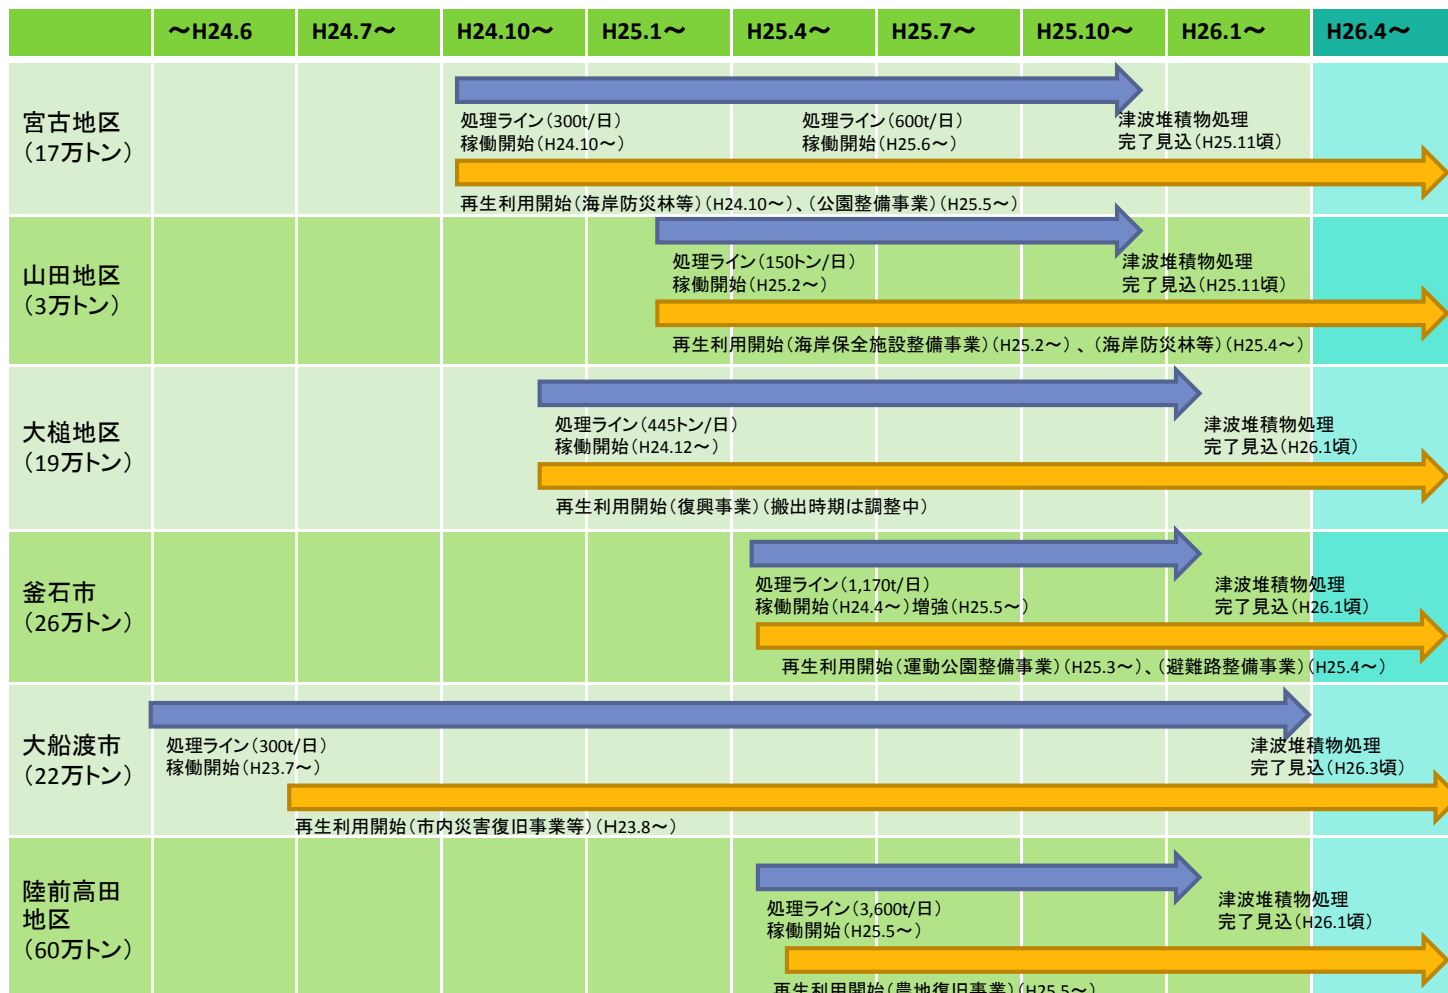 ～H24.6 H24.7～ H24.10～ H25.1～ H25.4～ H25.7～ H25.10～ H26.1～ H26.4～
宮古地区
（17万トン）
処理ライン（300t/日）
稼働開始（H24.10～）
処理ライン（600t/日）
稼働開始（H25.6～）
津波堆積物処理
完了見込（H25.11頃）
再生利用開始（海岸防災林等）（H24.10～）、（公園整備事業）（H25.5～）
山田地区
（3万トン）
処理ライン（150トン/日）
稼働開始（H25.2～）
津波堆積物処理
完了見込（H25.11頃）
再生利用開始（海岸保全施設整備事業）（H25.2～）、（海岸防災林等）（H25.4～）
大槌地区
（19万トン）
処理ライン（445トン/日）
稼働開始（H24.12～）
津波堆積物処理
完了見込（H26.1頃）
再生利用開始（復興事業）（搬出時期は調整中）
釜石市
（26万トン）
処理ライン（1,170t/日）
稼働開始（H24.4～）増強（H25.5～）
津波堆積物処理
完了見込（H26.1頃）
再生利用開始（運動公園整備事業）（H25.3～）、（避難路整備事業）（H25.4～）
大船渡市
（22万トン）
処理ライン（300t/日）
稼働開始（H23.7～）
津波堆積物処理
完了見込（H26.3頃）
再生利用開始（市内災害復旧事業等）（H23.8～）
陸前高田
地区
（60万トン）
処理ライン（3,600t/日）
稼働開始（H25.5～）
津波堆積物処理
完了見込（H26.1頃）
再生利用開始（農地復旧事業）（H25.5～）